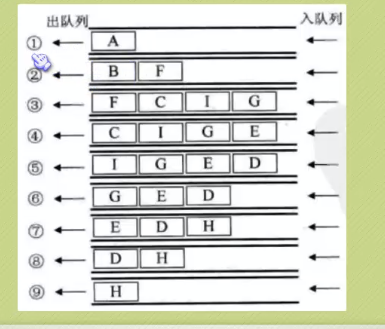 出队列 入队列
① A
② B F
③ F C I G
④ C I G E
⑤ I G E D
⑥ G E D
⑦ E D H
⑧ D H
⑨ H